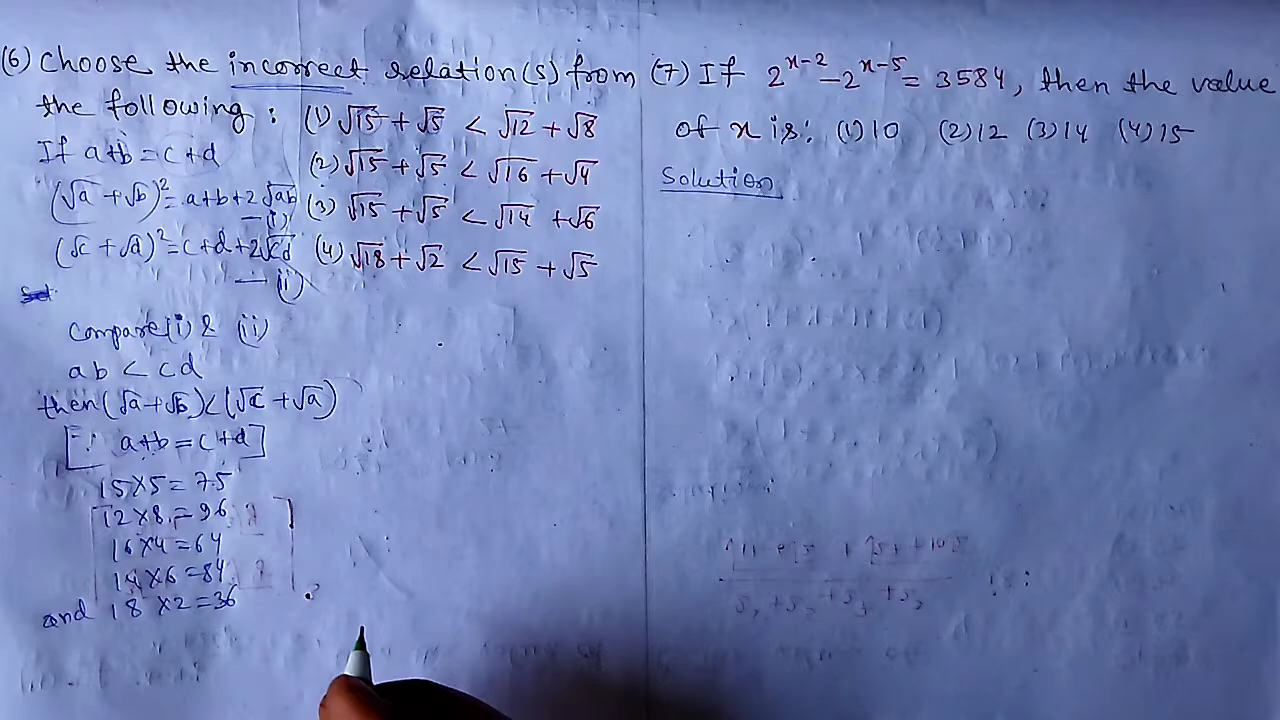 (6) Choose the incorrect relation(s) from
the following : (1) √15 + √5 < √12 + √8
If a+b = c+d (2) √15 + √5 < √16 + √4
(√a + √b)² = a+b+2√ab —(i) (3) √15 + √5 < √14 + √6
(√c + √d)² = c+d+2√cd —(ii) (4) √18 + √2 < √15 + √5
Compare (i) & (ii)
ab < cd
then (√a+√b) < (√c + √d)
[∵ a+b = c+d]
15×5 = 75
12×8 = 96
16×4 = 64
14×6 = 84
and 18×2 = 36
(7) If 2^(x-2) - 2^(x-5) = 3584, then the value
of x is: (1) 10 (2) 12 (3) 14 (4) 15
Solution